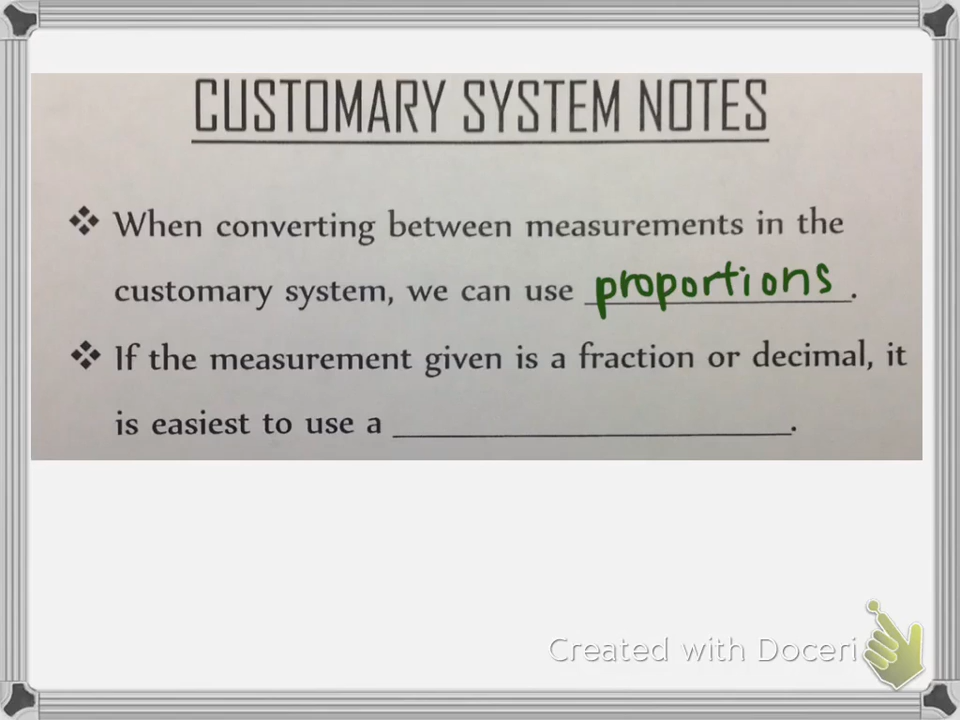 CUSTOMARY SYSTEM NOTES
❖ When converting between measurements in the
customary system, we can use proportions.
❖ If the measurement given is a fraction or decimal, it
is easiest to use a ____________________.
Created with Doceri